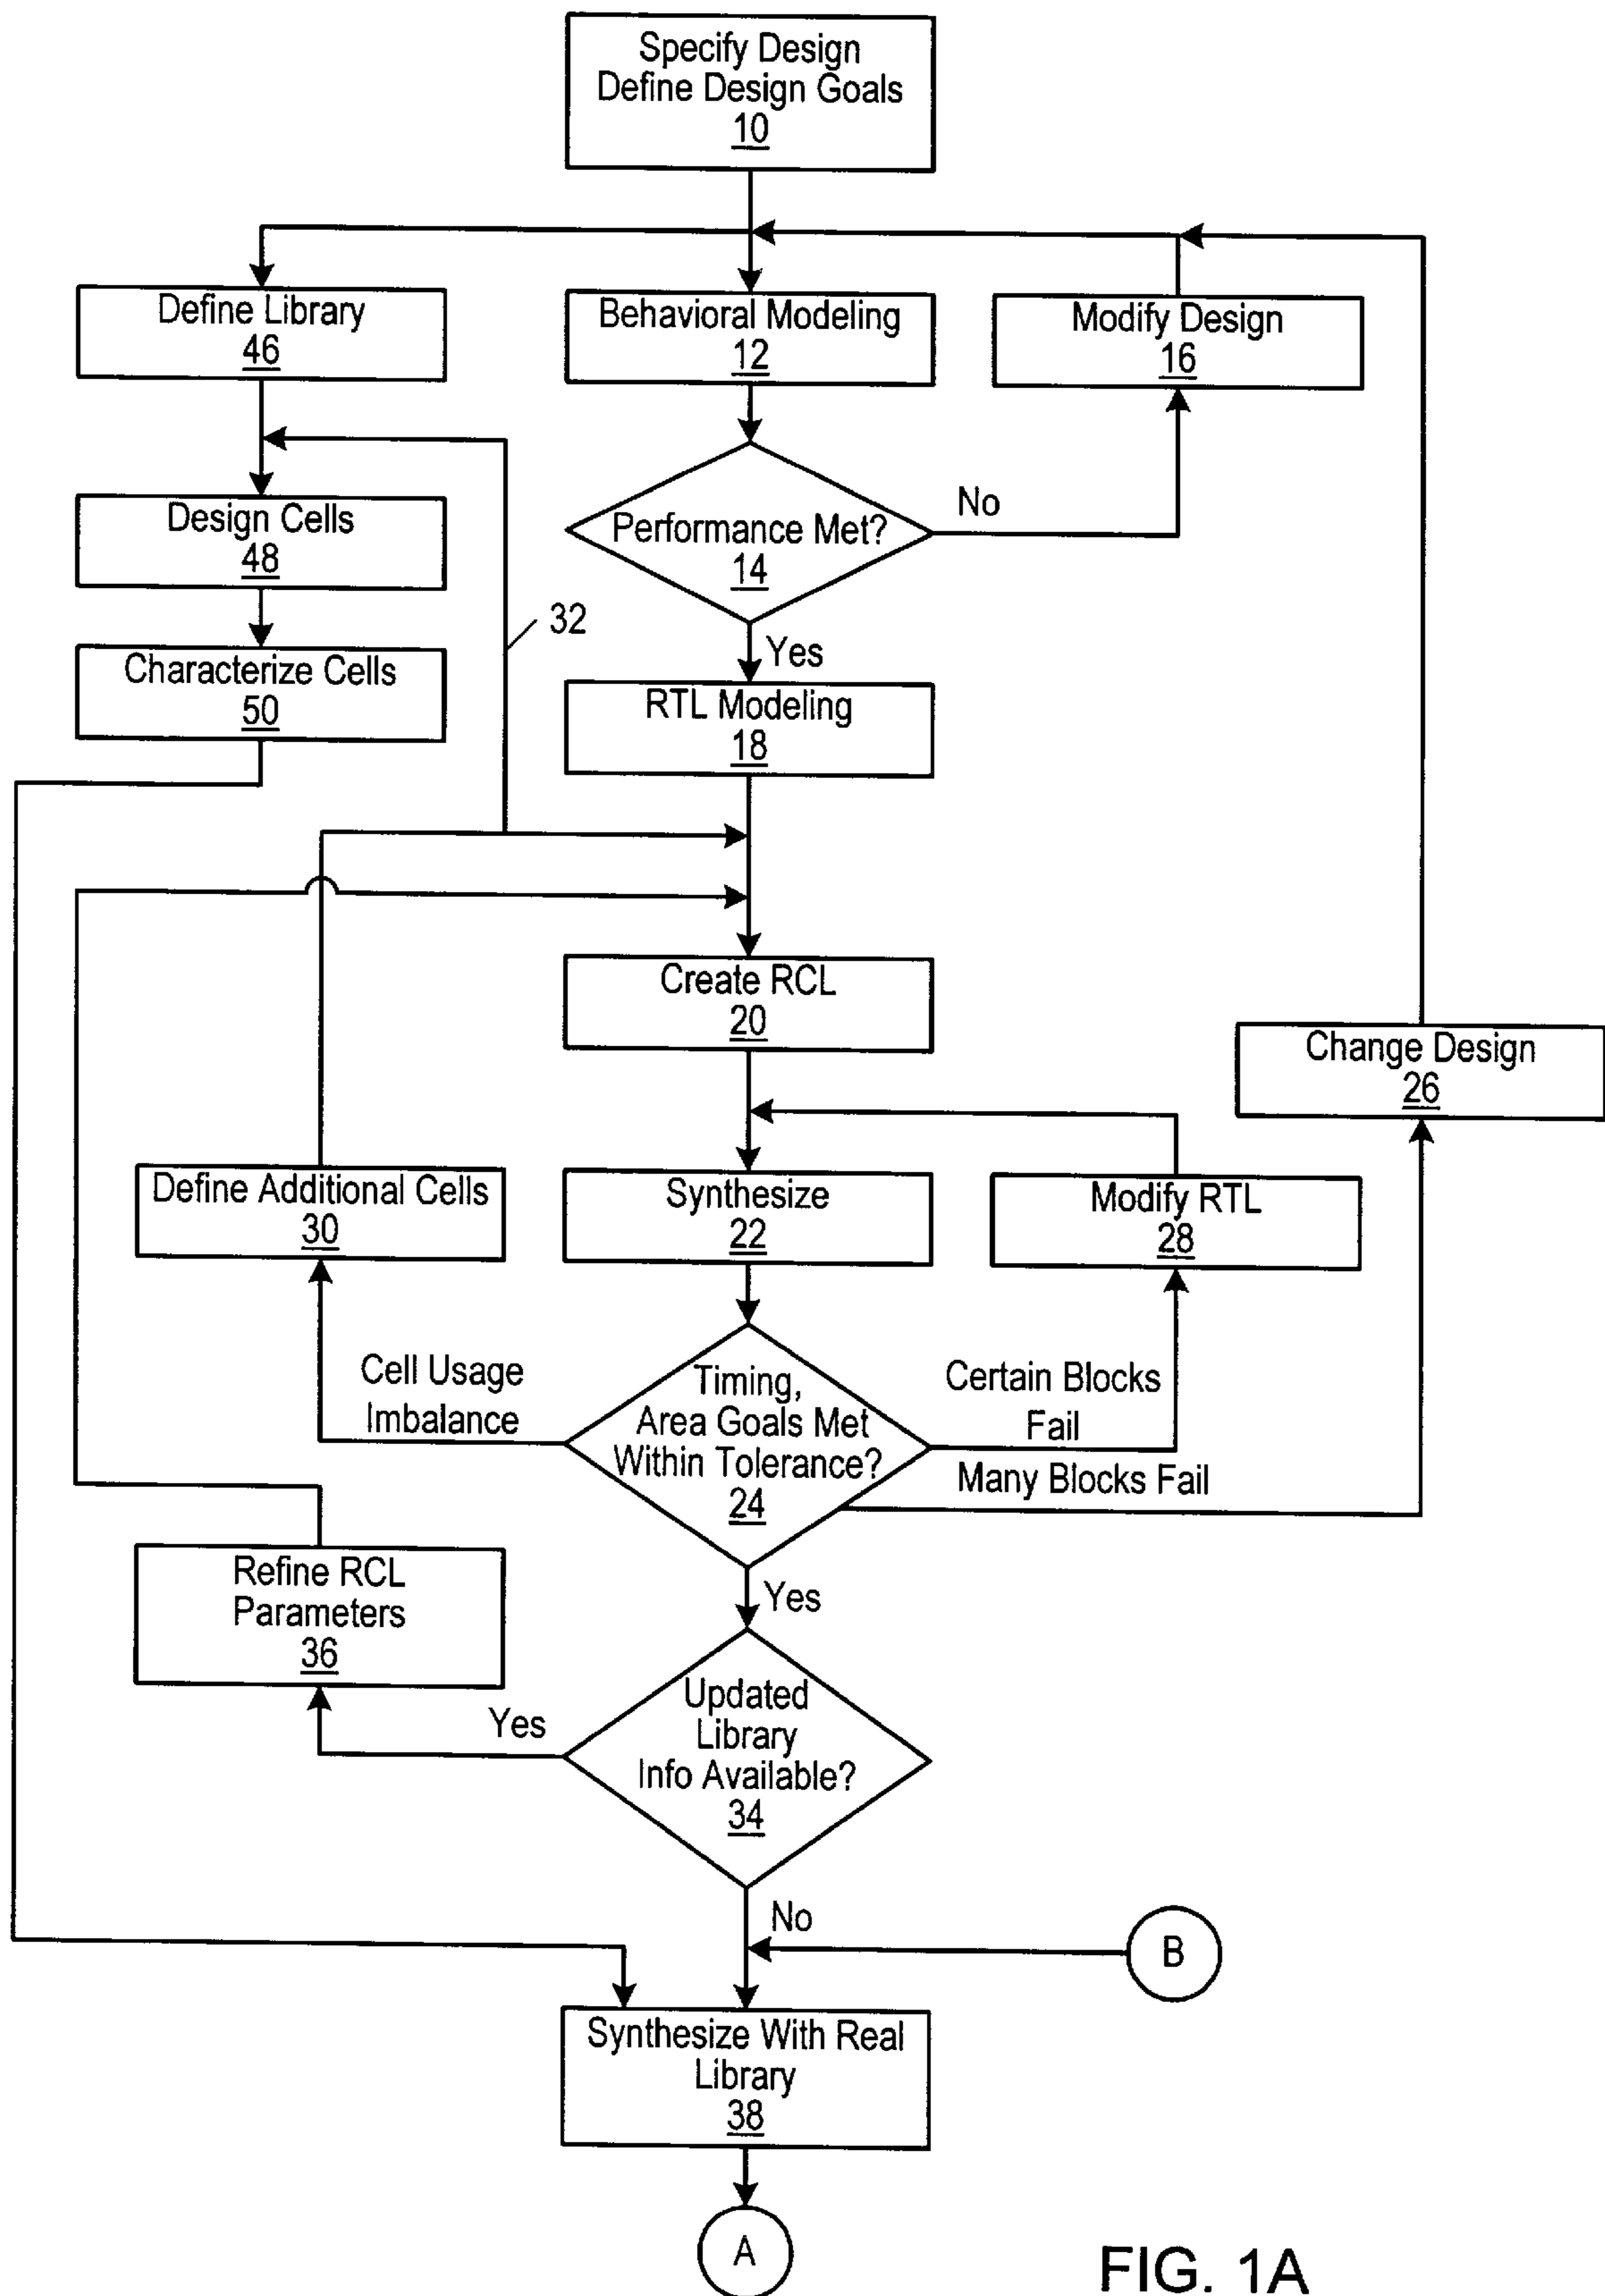 Specify Design
Define Design Goals
10
Define Library
46
Behavioral Modeling
12
Modify Design
16
Design Cells
48
Performance Met?
14
No
Characterize Cells
50
32
Yes
RTL Modeling
18
Create RCL
20
Change Design
26
Define Additional Cells
30
Synthesize
22
Modify RTL
28
Cell Usage
Imbalance
Timing,
Area Goals Met
Within Tolerance?
24
Certain Blocks
Fail
Many Blocks Fail
Refine RCL
Parameters
36
Yes
Updated
Library
Info Available?
34
Yes
No
B
Synthesize With Real
Library
38
A
FIG. 1A